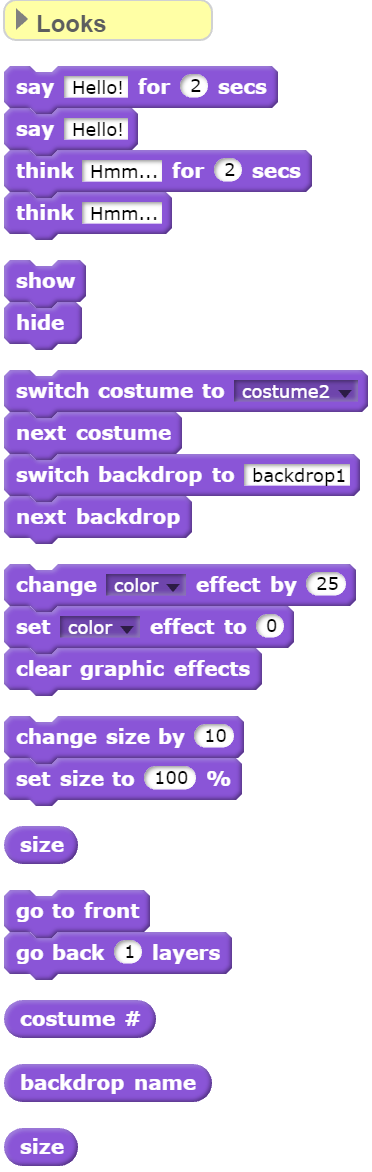 Looks
say Hello! for 2 secs
say Hello!
think Hmm... for 2 secs
think Hmm...
show
hide
switch costume to costume2
next costume
switch backdrop to backdrop1
next backdrop
change color effect by 25
set color effect to 0
clear graphic effects
change size by 10
set size to 100 %
size
go to front
go back 1 layers
costume #
backdrop name
size